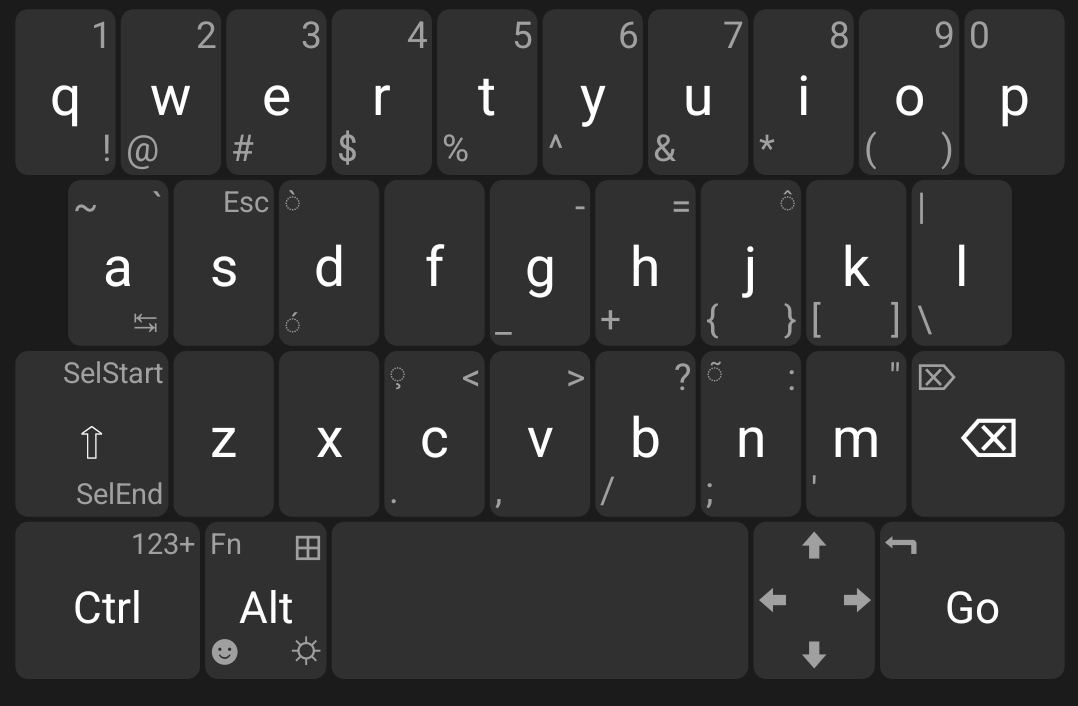 1 2 3 4 5 6 7 8 9 0
q w e r t y u i o p
! @ # $ % ^ & * ( )
~ ` Esc ◌̀ - = ◌̂ |
a s d f g h j k l
↹ ◌́ _ + { } [ ] \
SelStart ◌̧ < > ? ◌̃ : " ⌦
⇧ z x c v b n m ⌫
SelEnd . , / ; '
123+ Fn ⊞ ↑ ↰
Ctrl Alt ← → Go
☻ ☼ ↓